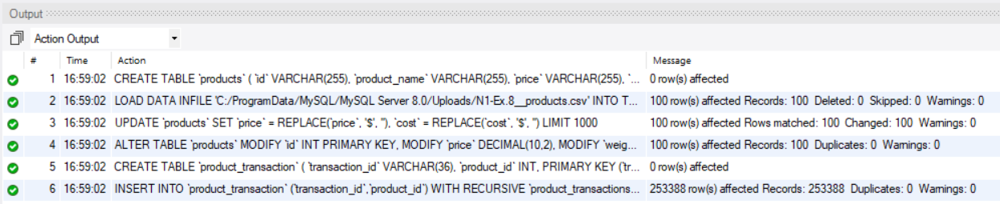 Output
Action Output
# Time Action Message
1 16:59:02 CREATE TABLE `products` ( `id` VARCHAR(255), `product_name` VARCHAR(255), `price` VARCHAR(255), `... 0 row(s) affected
2 16:59:02 LOAD DATA INFILE 'C:/ProgramData/MySQL/MySQL Server 8.0/Uploads/N1-Ex.8__products.csv' INTO T... 100 row(s) affected Records: 100 Deleted: 0 Skipped: 0 Warnings: 0
3 16:59:02 UPDATE `products` SET `price` = REPLACE(`price`, '$', ''), `cost` = REPLACE(`cost`, '$', '') LIMIT 1000 100 row(s) affected Rows matched: 100 Changed: 100 Warnings: 0
4 16:59:02 ALTER TABLE `products` MODIFY `id` INT PRIMARY KEY, MODIFY `price` DECIMAL(10,2), MODIFY `weig... 100 row(s) affected Records: 100 Duplicates: 0 Warnings: 0
5 16:59:02 CREATE TABLE `product_transaction` ( `transaction_id` VARCHAR(36), `product_id` INT, PRIMARY KEY (`tr... 0 row(s) affected
6 16:59:02 INSERT INTO `product_transaction` (`transaction_id`,`product_id`) WITH RECURSIVE `product_transactions... 253388 row(s) affected Records: 253388 Duplicates: 0 Warnings: 0